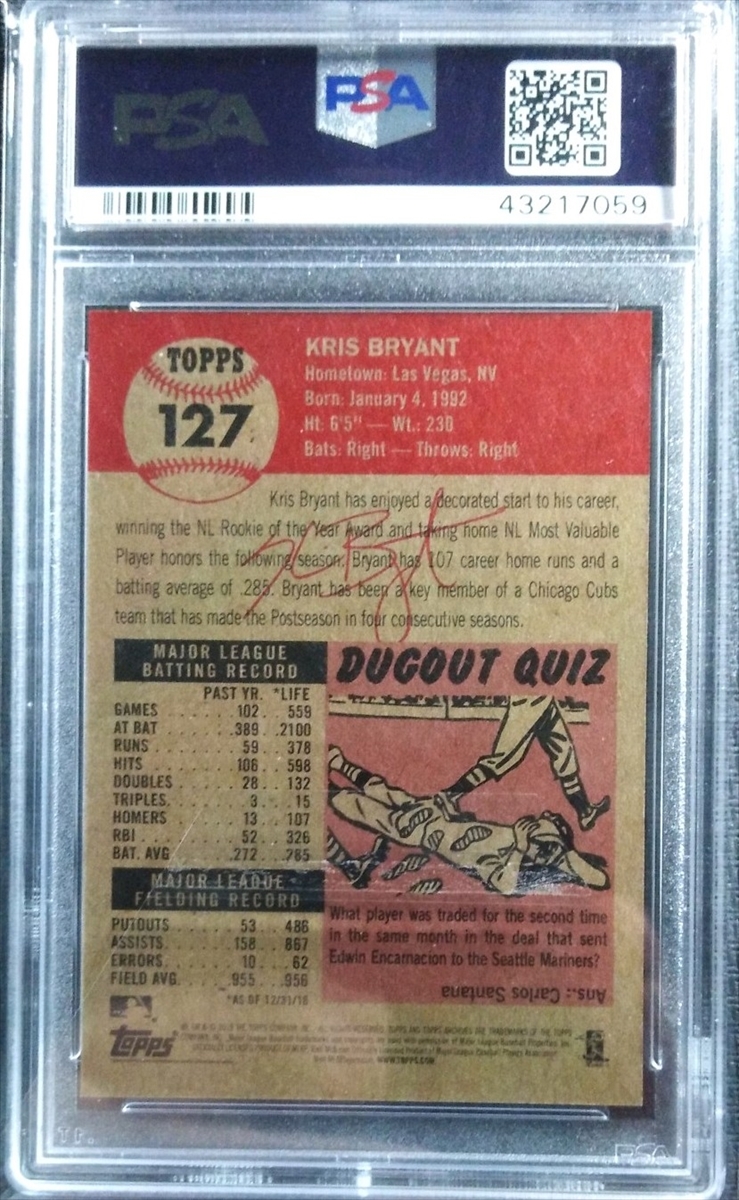 PSA
PSA
43217059
TOPPS
127
KRIS BRYANT
Hometown: Las Vegas, NV
Born: January 4, 1992
Ht: 6'5" — Wt.: 230
Bats: Right — Throws: Right
Kris Bryant has enjoyed a decorated start to his career,
winning the NL Rookie of the Year Award and taking home NL Most Valuable
Player honors the following season. Bryant has 107 career home runs and a
batting average of .285. Bryant has been a key member of a Chicago Cubs
team that has made the Postseason in four consecutive seasons.
MAJOR LEAGUE
BATTING RECORD
PAST YR. *LIFE
GAMES 102 559
AT BAT 389 2100
RUNS 59 378
HITS 106 598
DOUBLES 28 132
TRIPLES 3 15
HOMERS 13 107
RBI 52 326
BAT. AVG .272 .285
MAJOR LEAGUE
FIELDING RECORD
PUTOUTS 53 486
ASSISTS 158 867
ERRORS 10 62
FIELD AVG. .955 .956
*AS OF 12/31/18
DUGOUT QUIZ
What player was traded for the second time
in the same month in the deal that sent
Edwin Encarnacion to the Seattle Mariners?
Ans.: Carlos Santana
Topps
WWW.TOPPS.COM
PSA